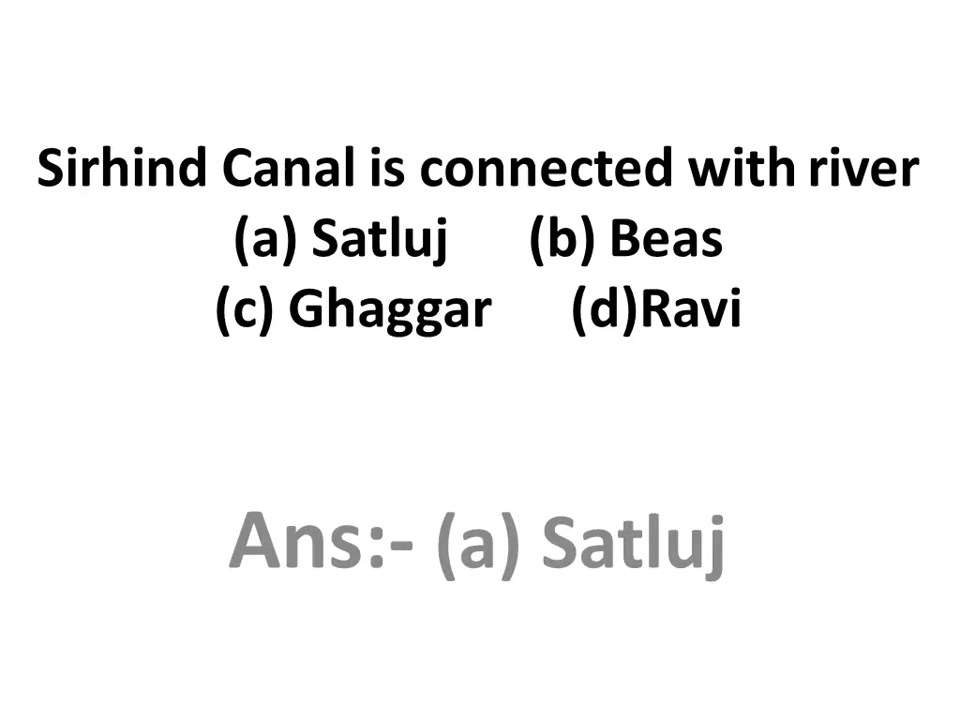 Sirhind Canal is connected with river
(a) Satluj (b) Beas
(c) Ghaggar (d)Ravi
Ans:- (a) Satluj